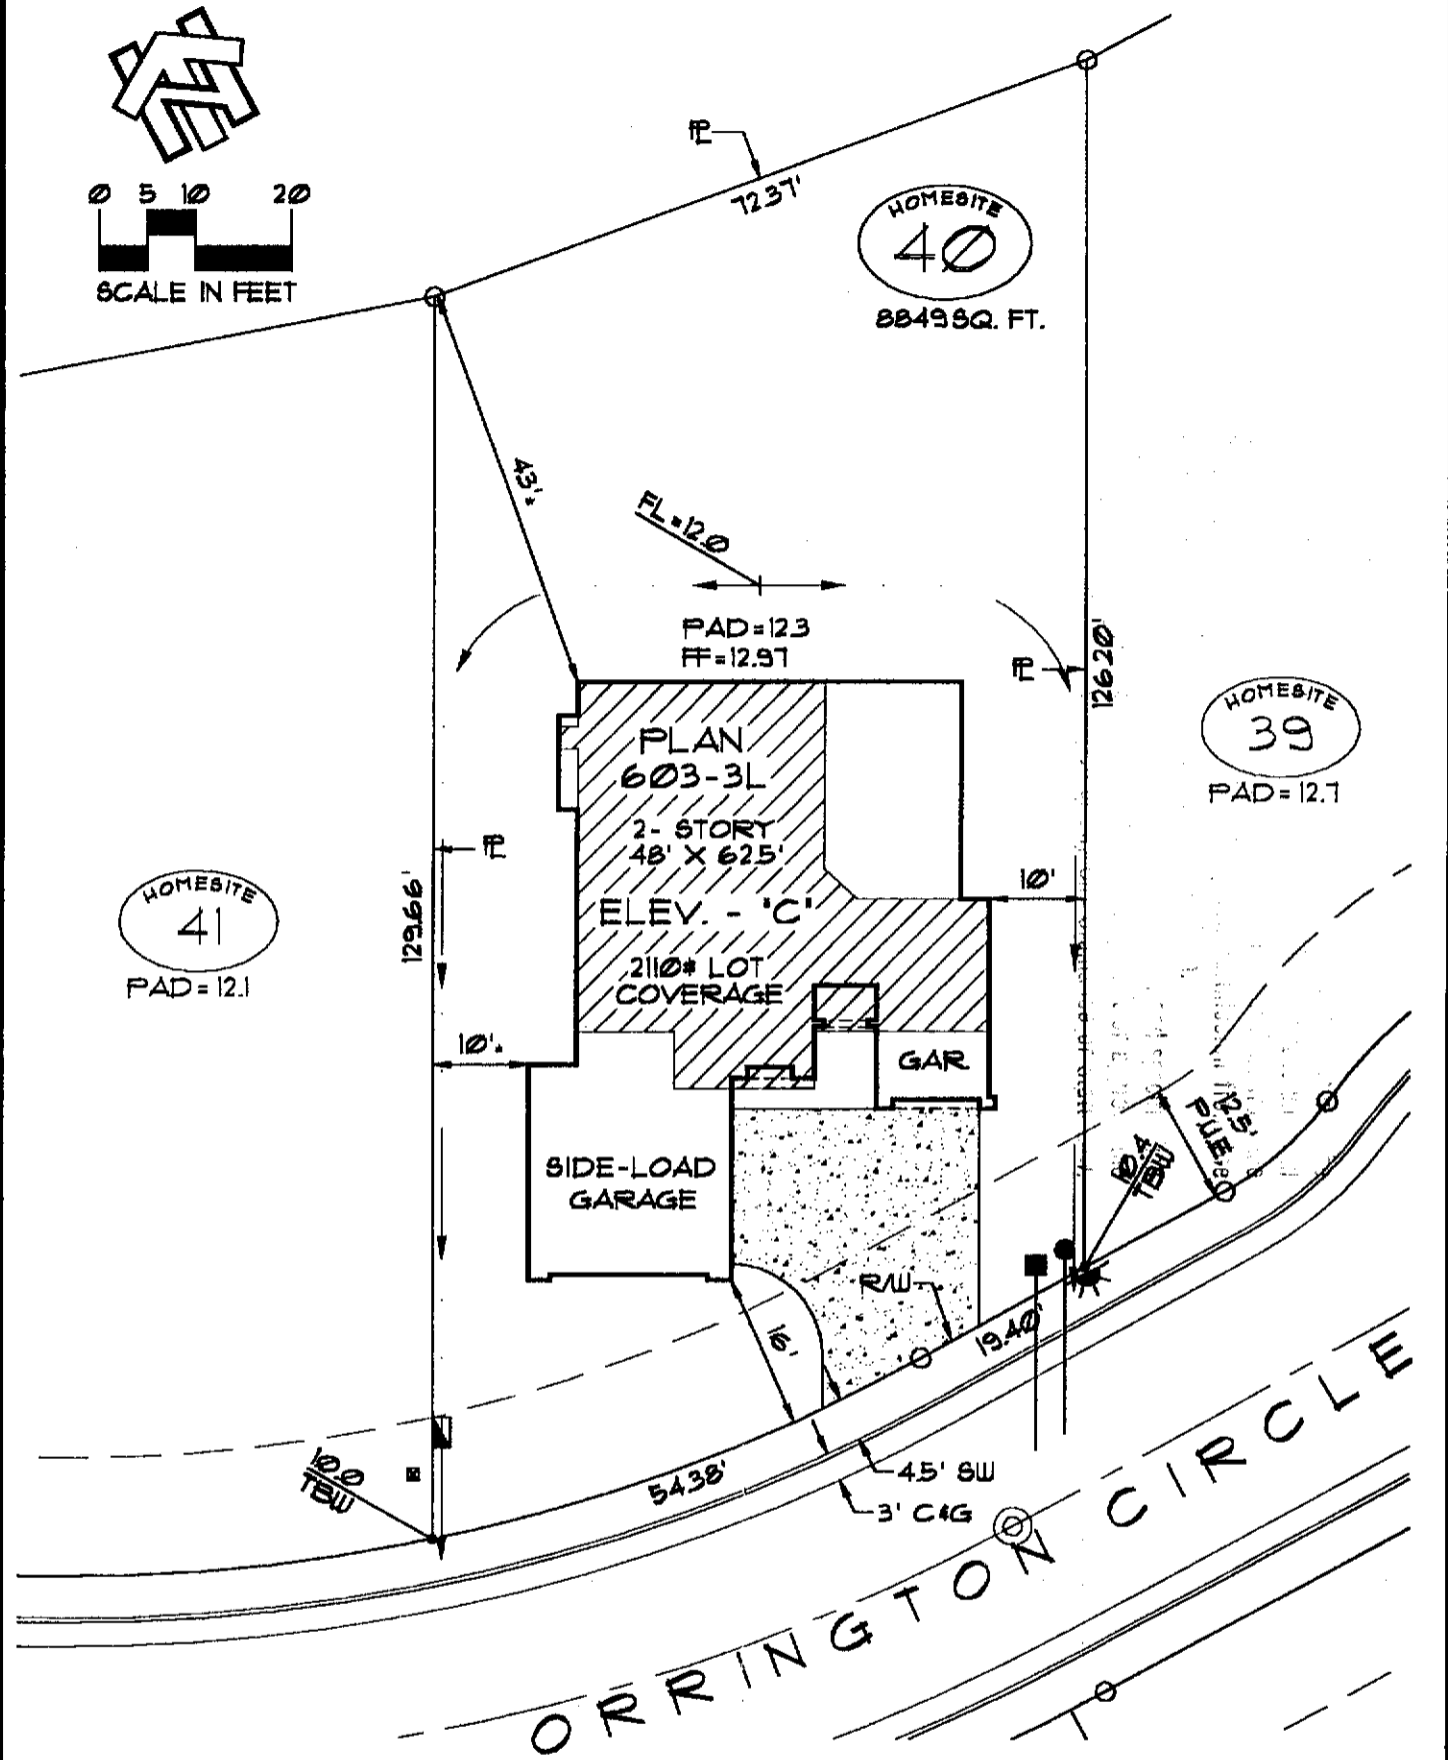 0 5 10 20
SCALE IN FEET
PL
72.37'
HOMESITE
40
8849 SQ. FT.
43'±
FL=12.0
PAD=12.3
FF=12.97
PL
126.20'
HOMESITE
39
PAD=12.7
PLAN
603-3L
2- STORY
48' X 62.5'
ELEV. - "C"
2110# LOT
COVERAGE
10'
PL
129.66'
HOMESITE
41
PAD=12.1
10'±
GAR.
SIDE-LOAD
GARAGE
12.5'
P.U.E.
10.4
TBW
R/W
19.40'
16'
10.0
TBW
54.38'
4.5' SW
3' C&G
ORRINGTON CIRCLE